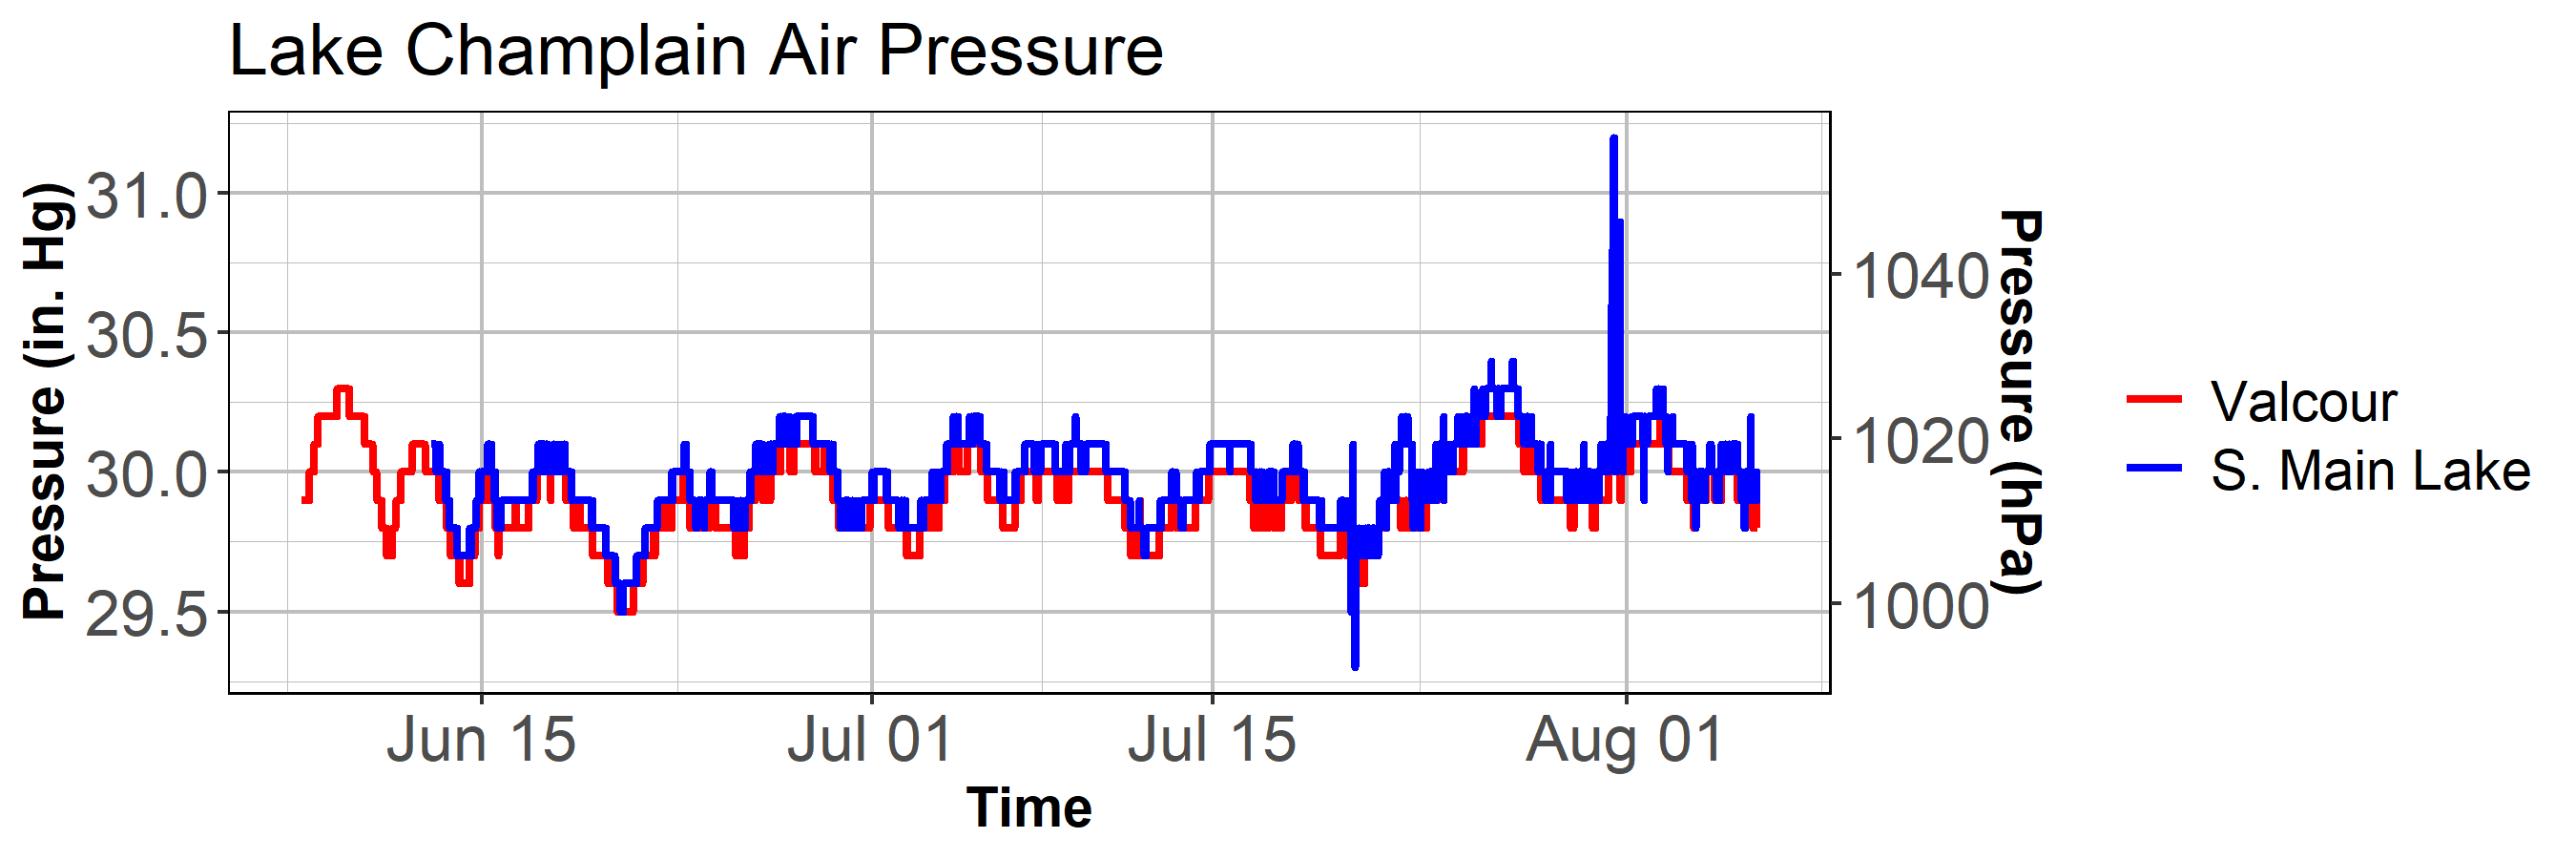 Lake Champlain Air Pressure
Pressure (in. Hg)
31.0
30.5
30.0
29.5
1040
1020
1000
Pressure (hPa)
Valcour
S. Main Lake
Jun 15
Jul 01
Jul 15
Aug 01
Time